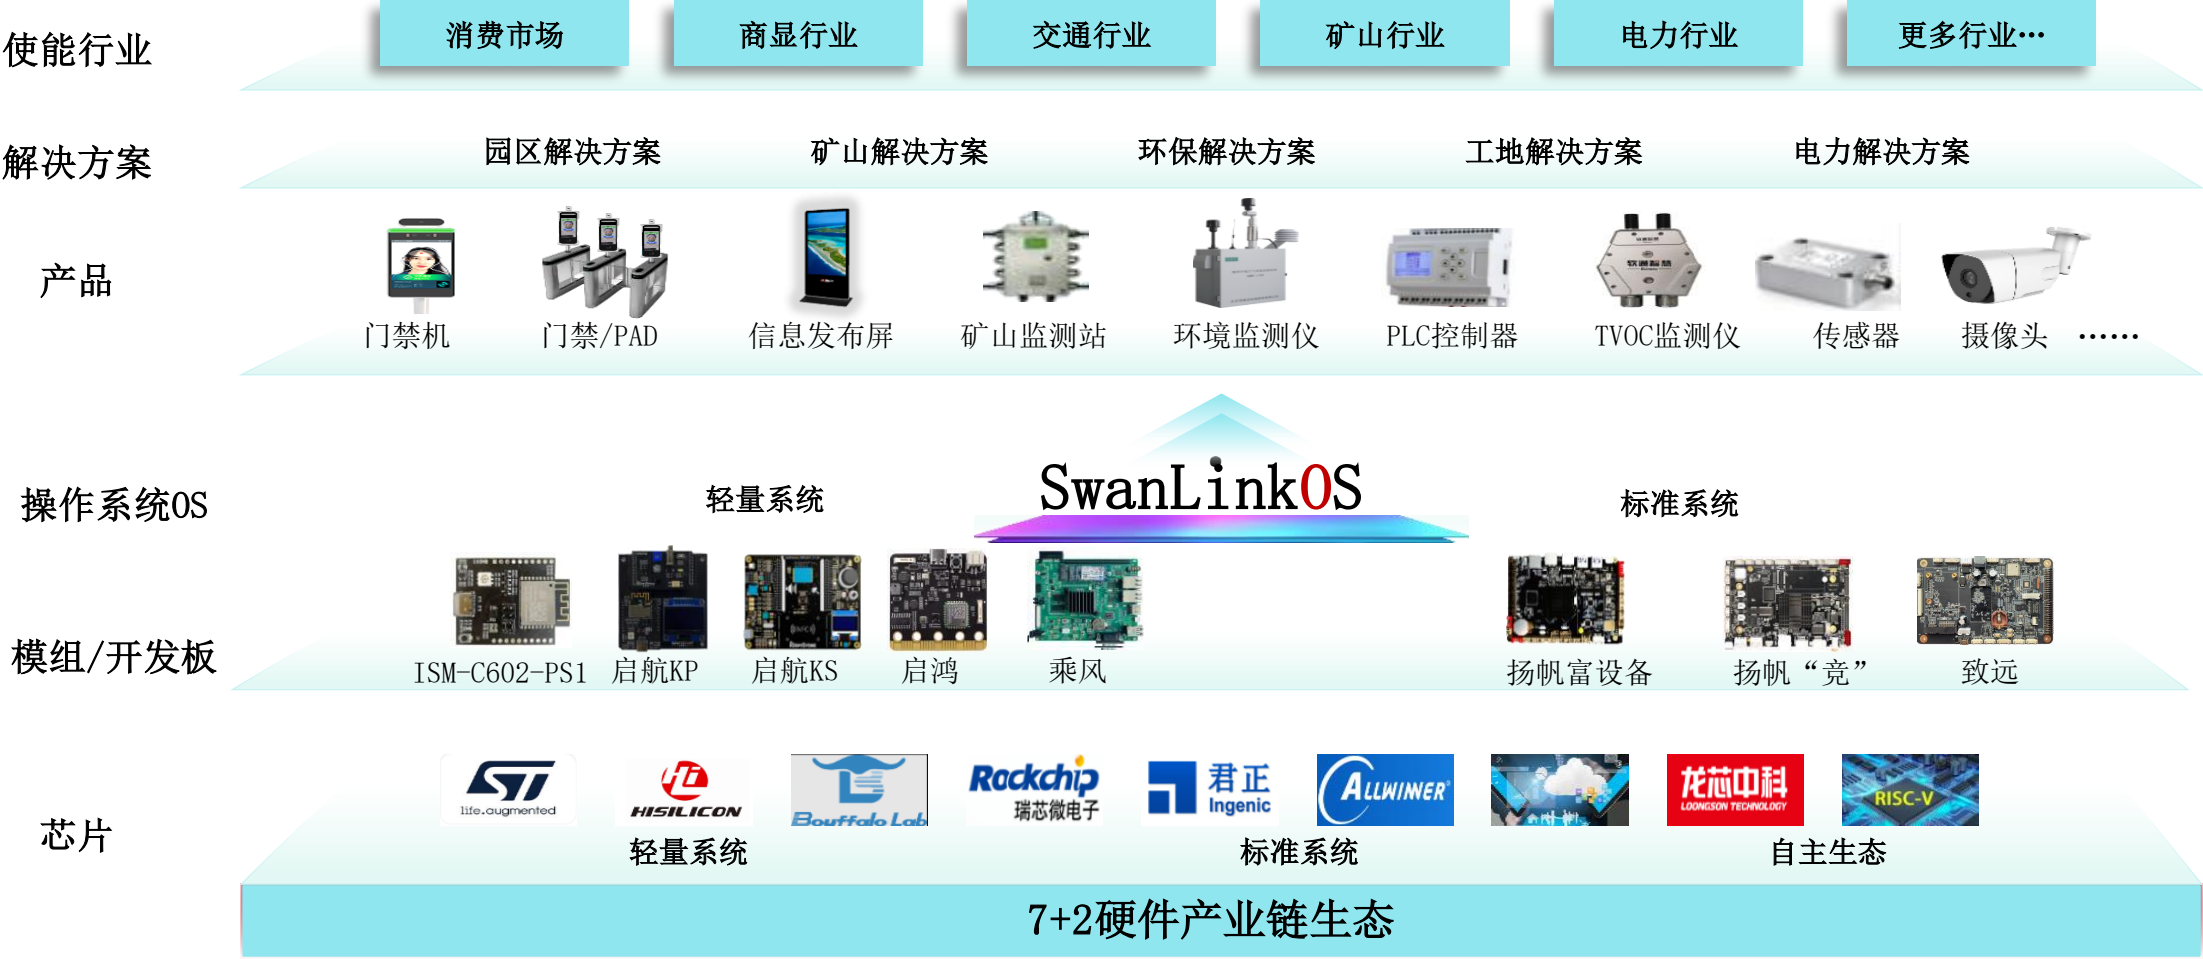 使能行业
消费市场
商显行业
交通行业
矿山行业
电力行业
更多行业…
解决方案
园区解决方案
矿山解决方案
环保解决方案
工地解决方案
电力解决方案
产品
软通智慧
门禁机
门禁/PAD
信息发布屏
矿山监测站
环境监测仪
PLC控制器
TVOC监测仪
传感器
摄像头
……
操作系统OS
轻量系统
SwanLinkOS
标准系统
模组/开发板
ISM-C602-PS1
启航KP
启航KS
启鸿
乘风
扬帆富设备
扬帆“竞”
致远
芯片
ST
life.augmented
Hi
HISILICON
Bouffalo Lab
Rockchip
瑞芯微电子
君正
Ingenic
ALLWINNER®
龙芯中科
LOONGSON TECHNOLOGY
RISC-V
轻量系统
标准系统
自主生态
7+2硬件产业链生态